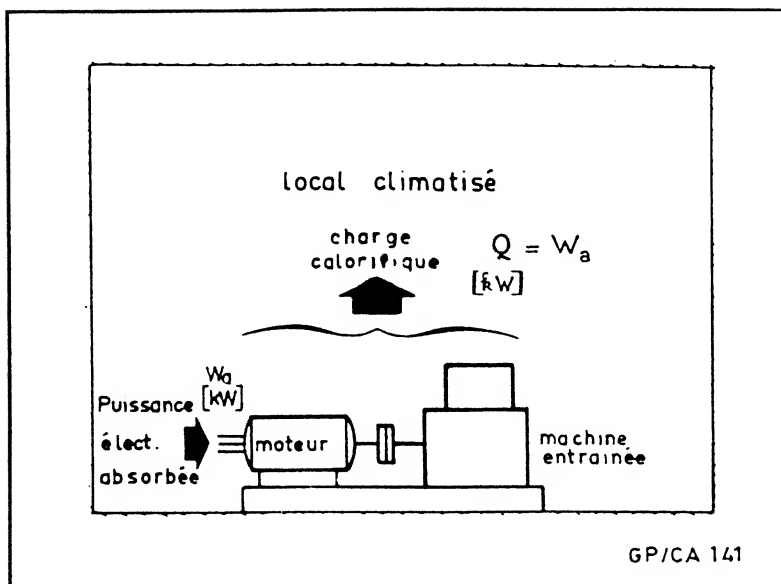 local climatisé
charge
calorifique
Q = Wa
[kW]
Wa
[kW]
Puissance
élect.
absorbée
moteur
machine
entrainée
GP/CA 141